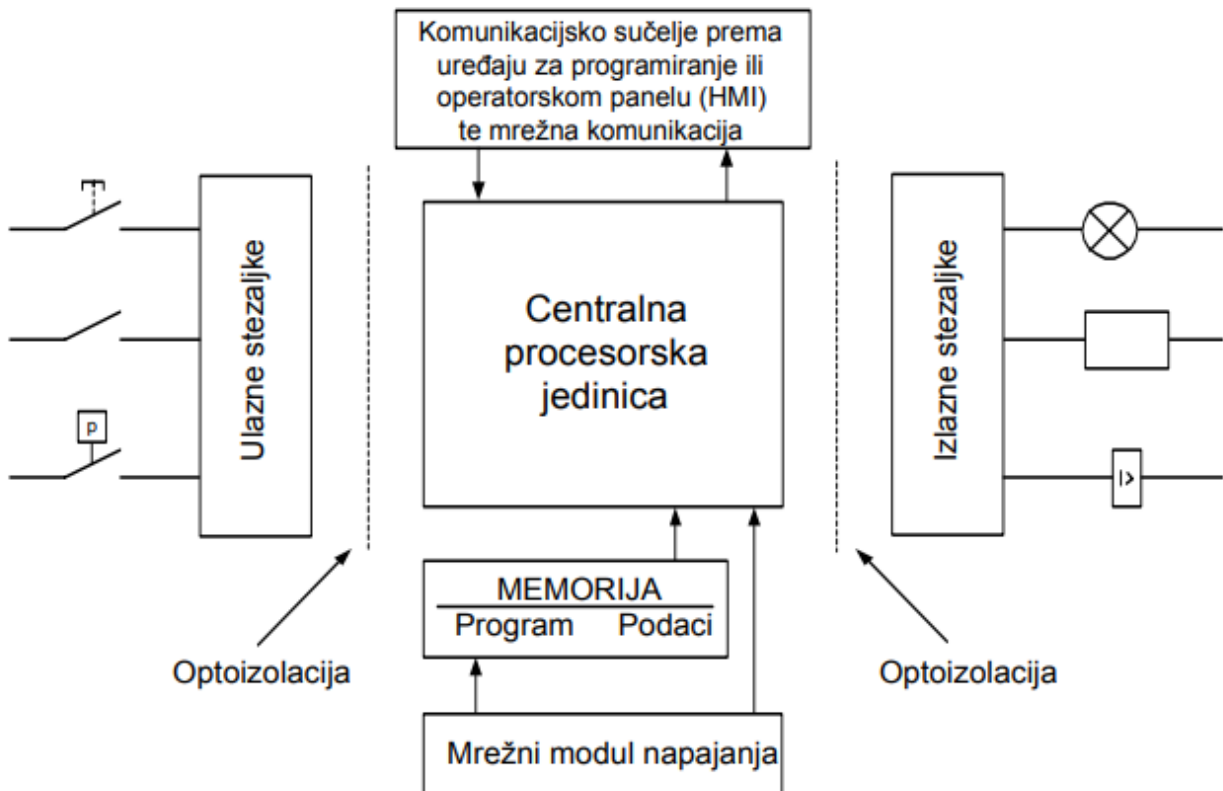 Komunikacijsko sučelje prema
uređaju za programiranje ili
operatorskom panelu (HMI)
te mrežna komunikacija
Ulazne stezaljke
p
Centralna
procesorska
jedinica
Izlazne stezaljke
MEMORIJA
Program Podaci
Optoizolacija
Optoizolacija
Mrežni modul napajanja